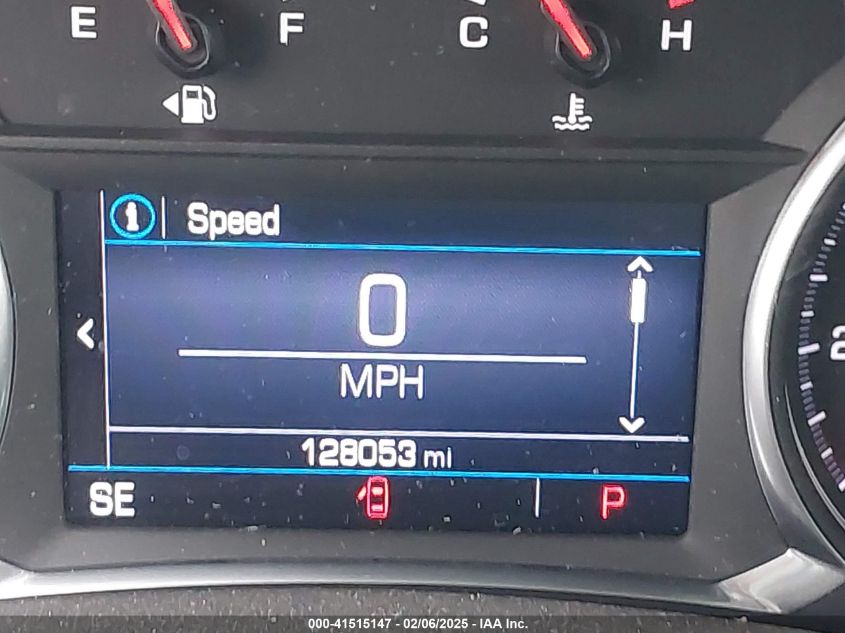 E F C H
Speed
0
MPH
128053 mi
SE P
000-41515147 - 02/06/2025 - IAA Inc.